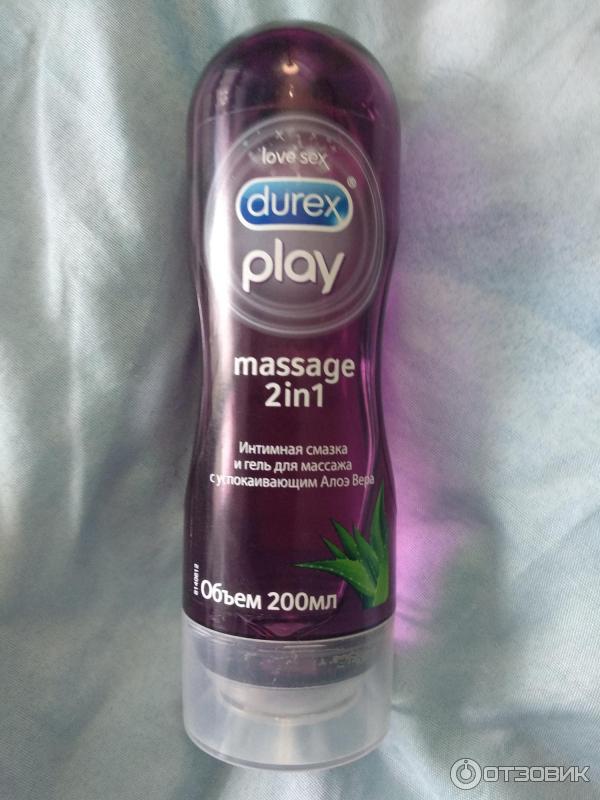 love sex
durex®
play
massage
2in1
Интимная смазка
и гель для массажа
с успокаивающим Алоэ Вера
Объем 200мл
ОТЗОВИК